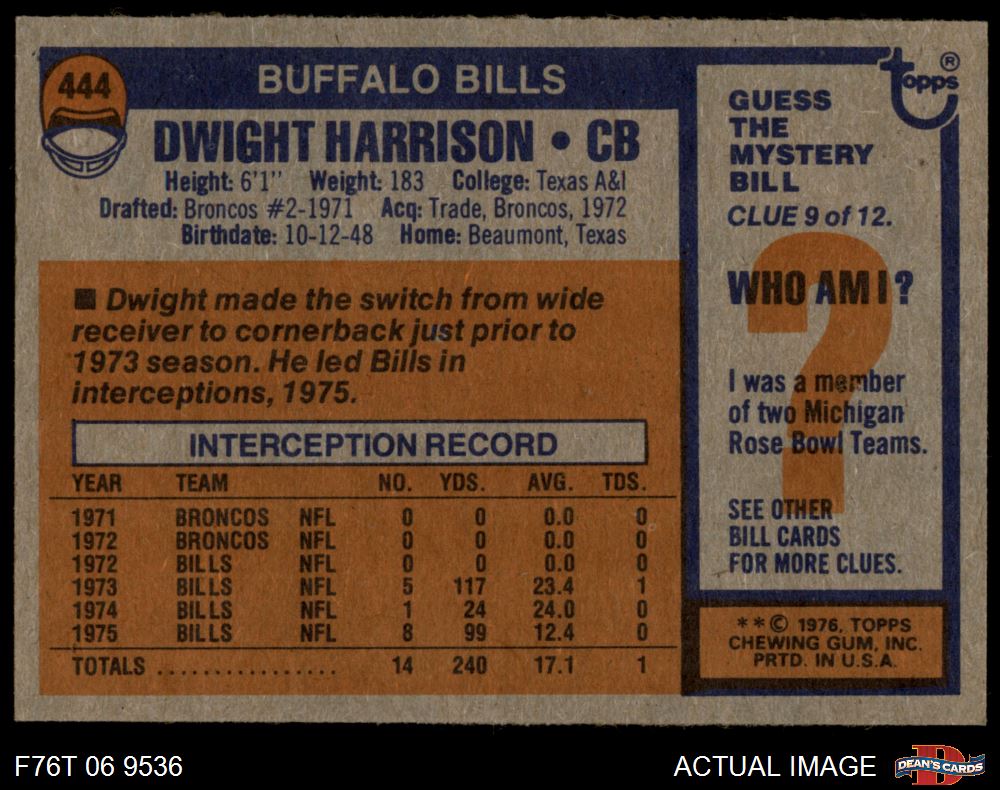 444
BUFFALO BILLS
DWIGHT HARRISON • CB
Height: 6'1" Weight: 183 College: Texas A&I
Drafted: Broncos #2-1971 Acq: Trade, Broncos, 1972
Birthdate: 10-12-48 Home: Beaumont, Texas
■ Dwight made the switch from wide
receiver to cornerback just prior to
1973 season. He led Bills in
interceptions, 1975.
INTERCEPTION RECORD
YEAR TEAM NO. YDS. AVG. TDS.
1971 BRONCOS NFL 0 0 0.0 0
1972 BRONCOS NFL 0 0 0.0 0
1972 BILLS NFL 0 0 0.0 0
1973 BILLS NFL 5 117 23.4 1
1974 BILLS NFL 1 24 24.0 0
1975 BILLS NFL 8 99 12.4 0
TOTALS ................ 14 240 17.1 1
topps ®
GUESS
THE
MYSTERY
BILL
CLUE 9 of 12.
?
WHO AM I?
I was a member
of two Michigan
Rose Bowl Teams.
SEE OTHER
BILL CARDS
FOR MORE CLUES.
**© 1976, TOPPS
CHEWING GUM, INC.
PRTD. IN U.S.A.
F76T 06 9536
ACTUAL IMAGE
D
DEAN'S CARDS